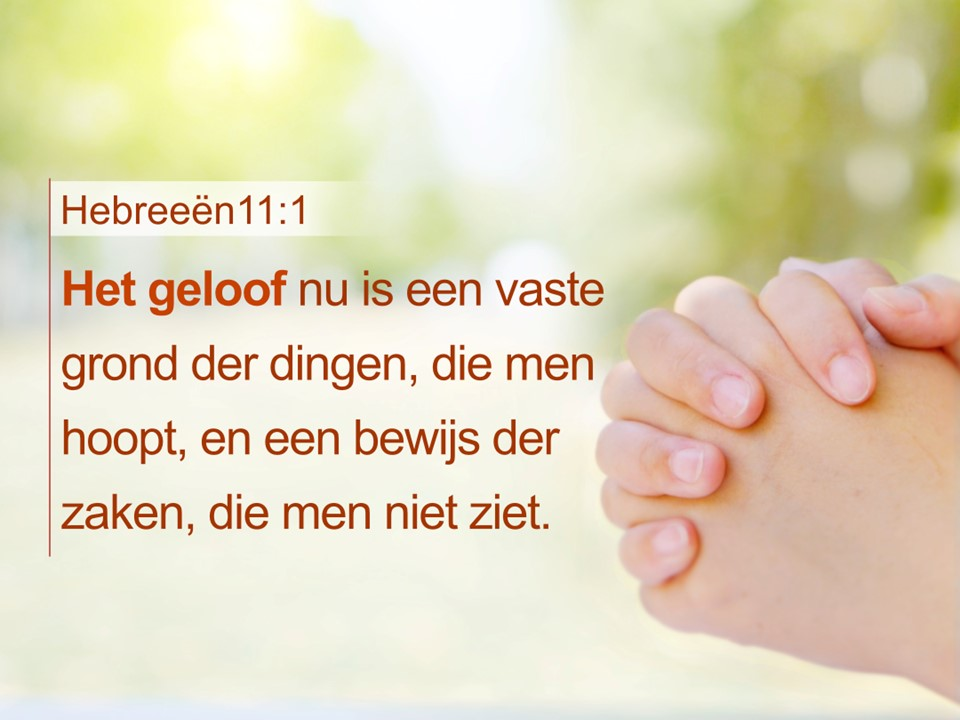 Hebreeën11:1
Het geloof nu is een vaste
grond der dingen, die men
hoopt, en een bewijs der
zaken, die men niet ziet.